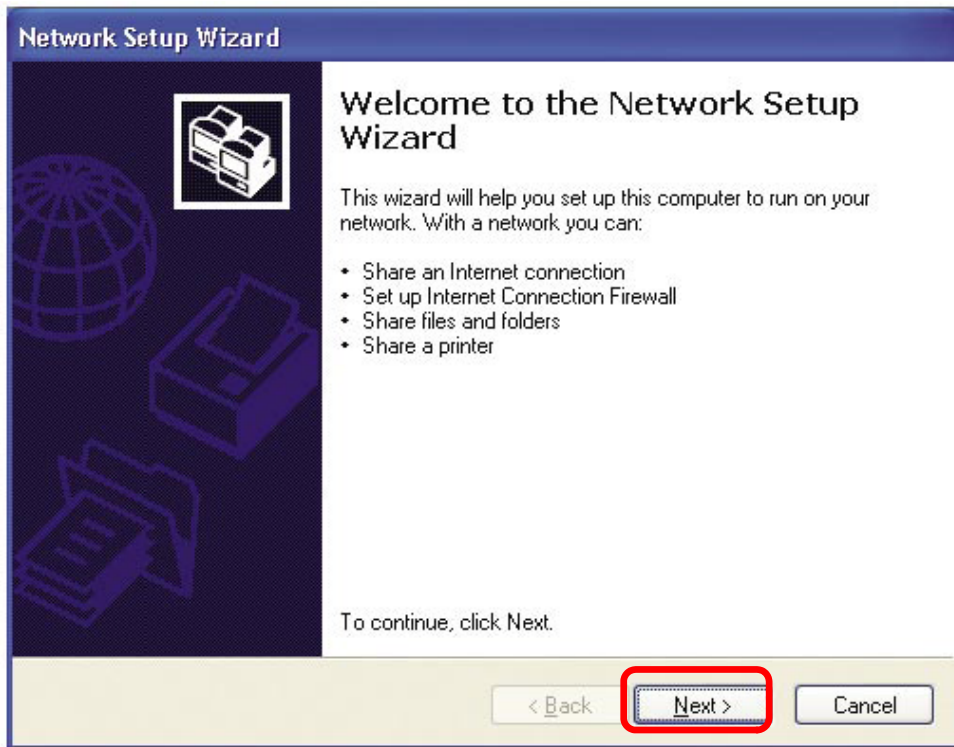 Network Setup Wizard
Welcome to the Network Setup
Wizard
This wizard will help you set up this computer to run on your
network. With a network you can:
• Share an Internet connection
• Set up Internet Connection Firewall
• Share files and folders
• Share a printer
To continue, click Next.
< Back Next > Cancel